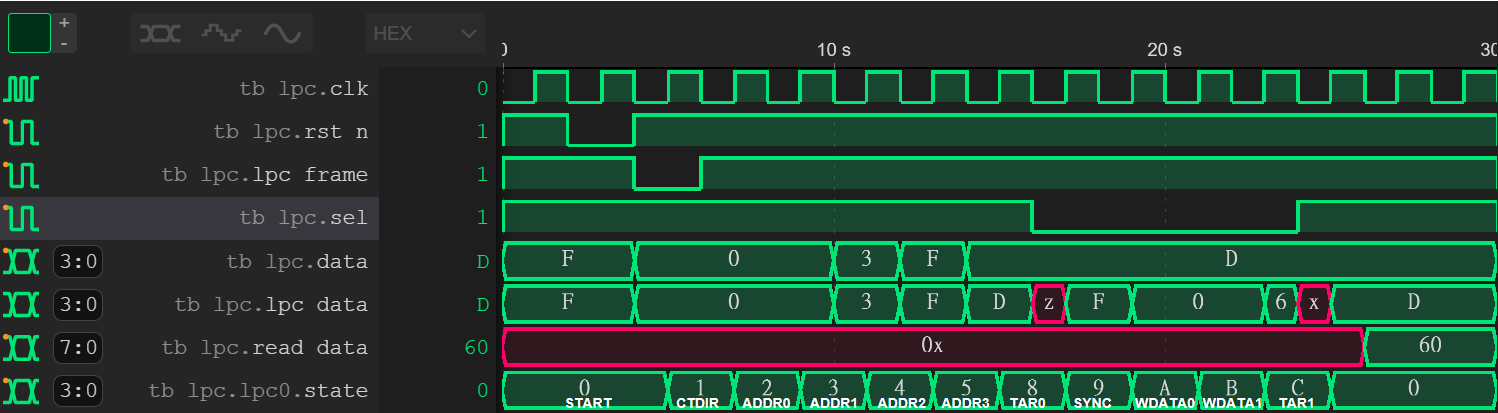 +
-
HEX
0 10 s 20 s 30
tb lpc.clk 0
tb lpc.rst n 1
tb lpc.lpc frame 1
tb lpc.sel 1
3:0 tb lpc.data D F 0 3 F D
3:0 tb lpc.lpc data D F 0 3 F D z F 0 6 x D
7:0 tb lpc.read data 60 0x 60
3:0 tb lpc.lpc0.state 0 0 1 2 3 4 5 8 9 A B C 0
START CTDIR ADDR0 ADDR1 ADDR2 ADDR3 TAR0 SYNC WDATA0 WDATA1 TAR1